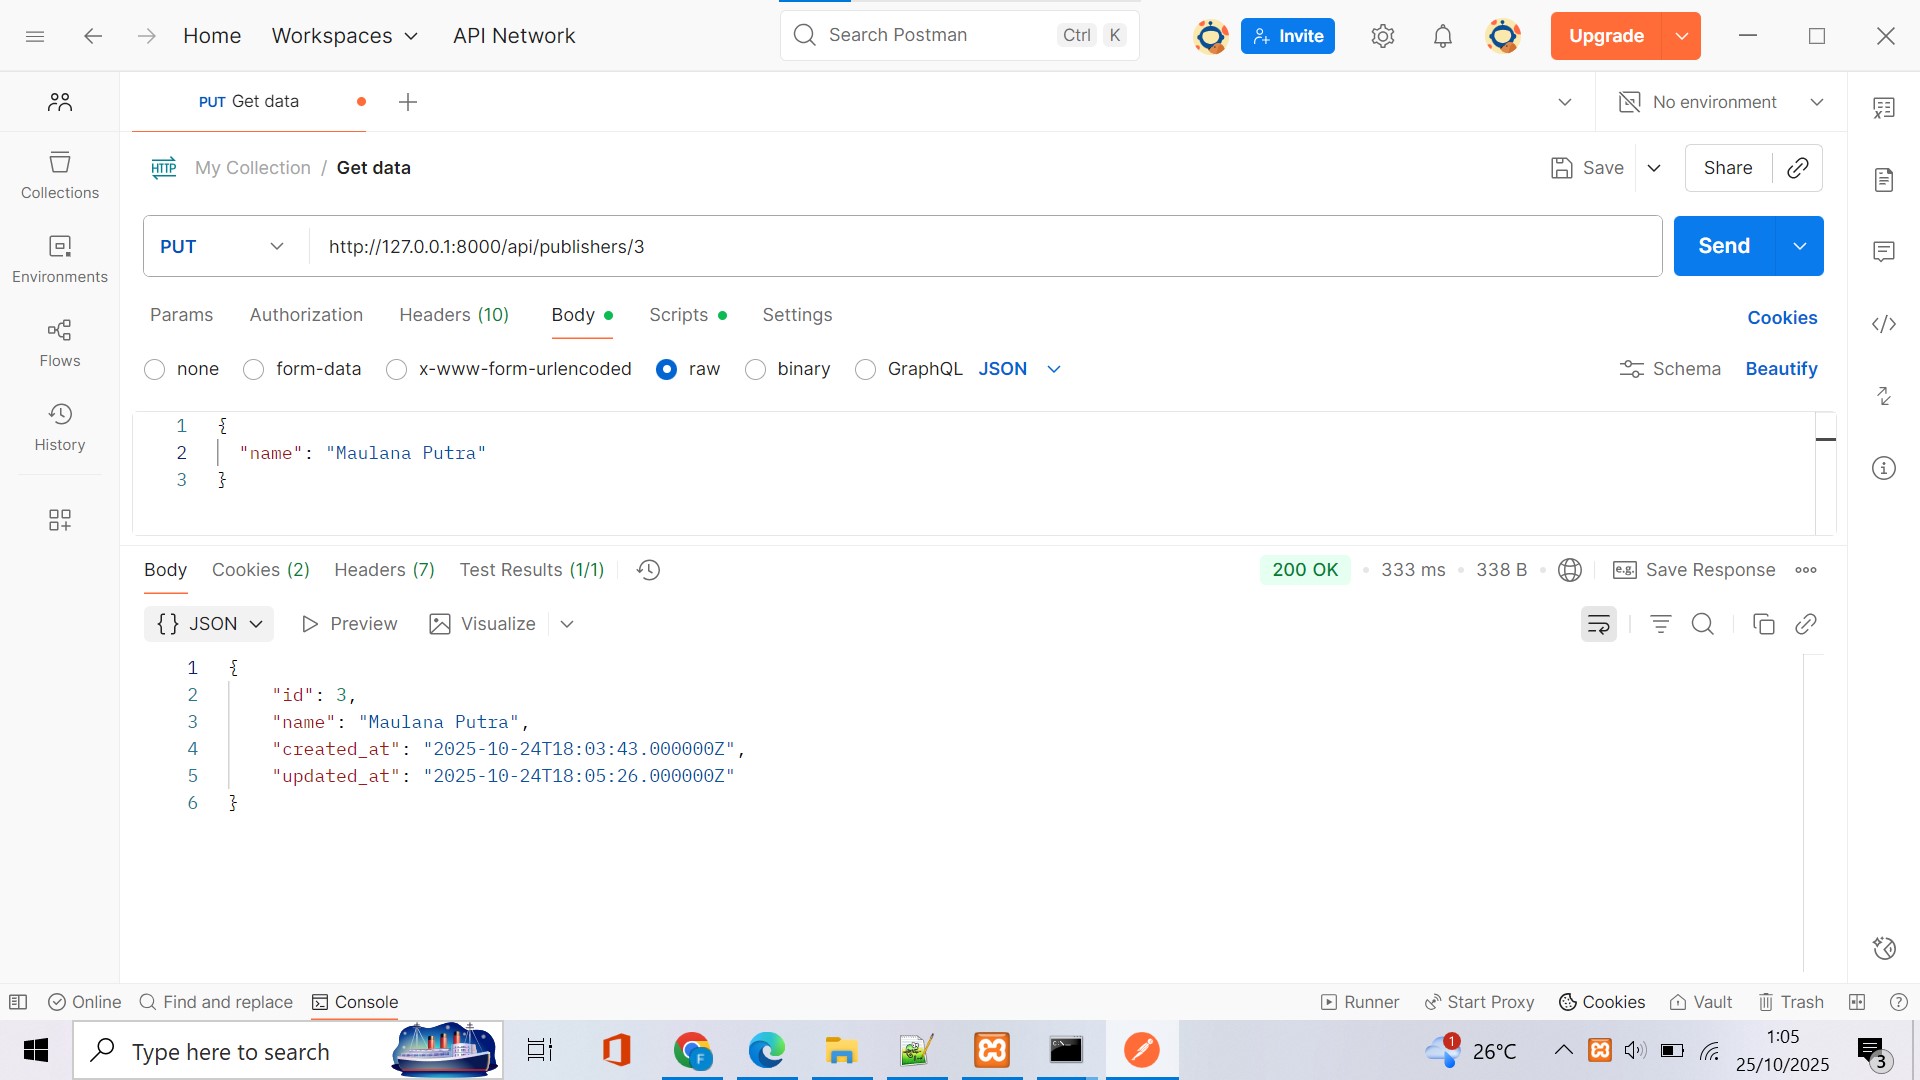 Home Workspaces API Network Search Postman Ctrl K Invite Upgrade
PUT Get data No environment
HTTP My Collection / Get data Save Share
PUT http://127.0.0.1:8000/api/publishers/3 Send
Params Authorization Headers (10) Body Scripts Settings Cookies
none form-data x-www-form-urlencoded raw binary GraphQL JSON Schema Beautify
Collections
Environments
Flows
History
1 {
2 "name": "Maulana Putra"
3 }
Body Cookies (2) Headers (7) Test Results (1/1) 200 OK • 333 ms • 338 B • e.g. Save Response
{} JSON Preview Visualize
1 {
2 "id": 3,
3 "name": "Maulana Putra",
4 "created_at": "2025-10-24T18:03:43.000000Z",
5 "updated_at": "2025-10-24T18:05:26.000000Z"
6 }
Online Find and replace Console Runner Start Proxy Cookies Vault Trash
Type here to search F 1 26°C 1:05
25/10/2025 3